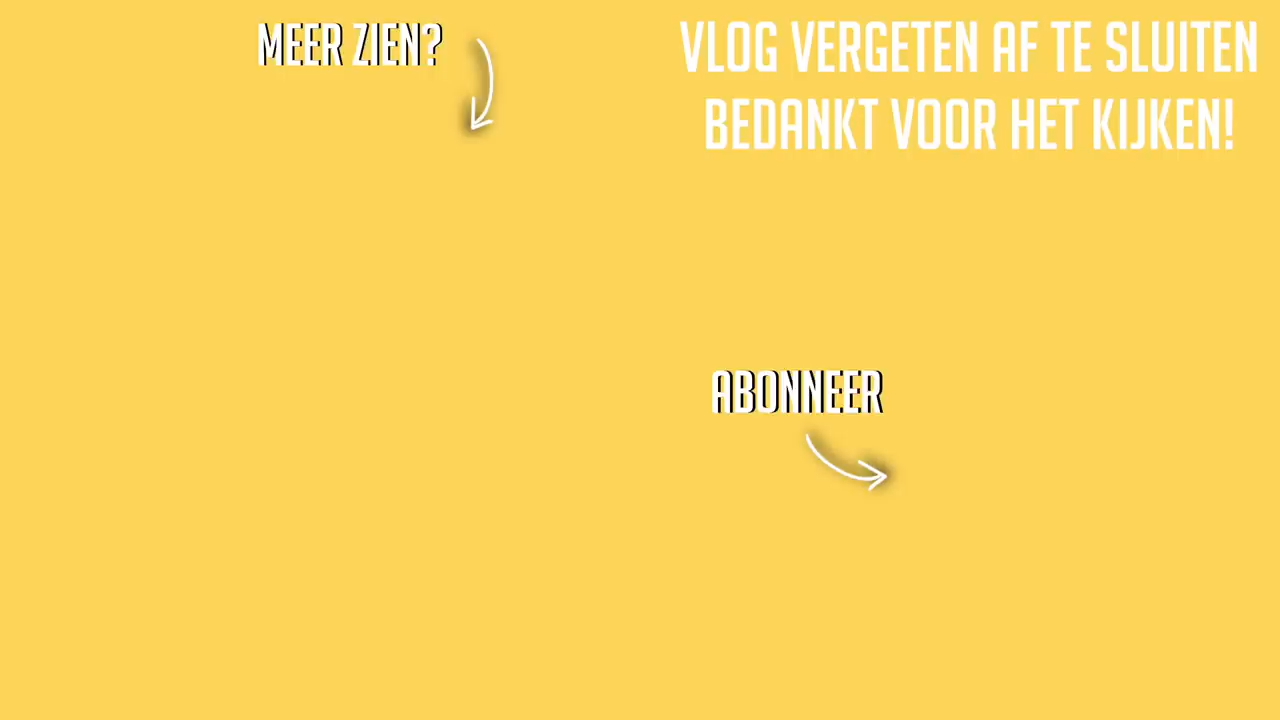 MEER ZIEN?
VLOG VERGETEN AF TE SLUITEN
BEDANKT VOOR HET KIJKEN!
ABONNEER